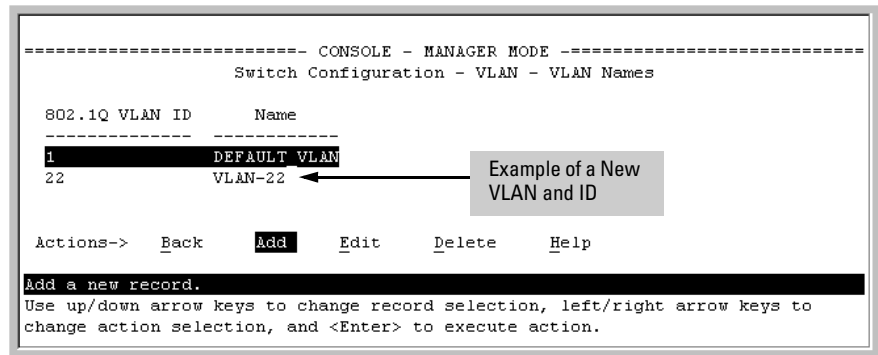 ===========================- CONSOLE - MANAGER MODE -============================
Switch Configuration - VLAN - VLAN Names
802.1Q VLAN ID Name
-------------- ------------
1 DEFAULT_VLAN
22 VLAN-22
Example of a New
VLAN and ID
Actions-> Back Add Edit Delete Help
Add a new record.
Use up/down arrow keys to change record selection, left/right arrow keys to
change action selection, and <Enter> to execute action.